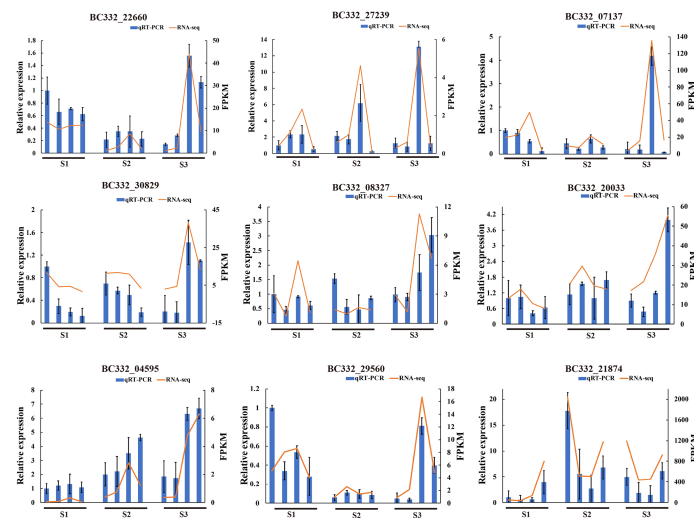 BC332_22660
qRT-PCR RNA-seq
Relative expression
1.8
1.6
1.4
1.2
1
0.8
0.6
0.4
0.2
0
50
40
30
20
10
0
FPKM
S1 S2 S3
BC332_27239
qRT-PCR RNA-seq
Relative expression
14
12
10
8
6
4
2
0
6
4
2
0
FPKM
S1 S2 S3
BC332_07137
qRT-PCR RNA-seq
Relative expression
5
4
3
2
1
0
140
120
100
80
60
40
20
0
FPKM
S1 S2 S3
BC332_30829
qRT-PCR RNA-seq
Relative expression
2
1.6
1.2
0.8
0.4
0
45
25
5
-15
FPKM
S1 S2 S3
BC332_08327
qRT-PCR RNA-seq
Relative expression
4
3.5
3
2.5
2
1.5
1
0.5
0
12
9
6
3
0
FPKM
S1 S2 S3
BC332_20033
qRT-PCR RNA-seq
Relative expression
4.2
3.6
3
2.4
1.8
1.2
0.6
0
60
50
40
30
20
10
0
FPKM
S1 S2 S3
BC332_04595
qRT-PCR RNA-seq
Relative expression
8
7
6
5
4
3
2
1
0
8
6
4
2
0
FPKM
S1 S2 S3
BC332_29560
qRT-PCR RNA-seq
Relative expression
1.2
1
0.8
0.6
0.4
0.2
0
18
16
14
12
10
8
6
4
2
0
FPKM
S1 S2 S3
BC332_21874
qRT-PCR RNA-seq
Relative expression
20
15
10
5
0
2000
1600
1200
800
400
0
FPKM
S1 S2 S3